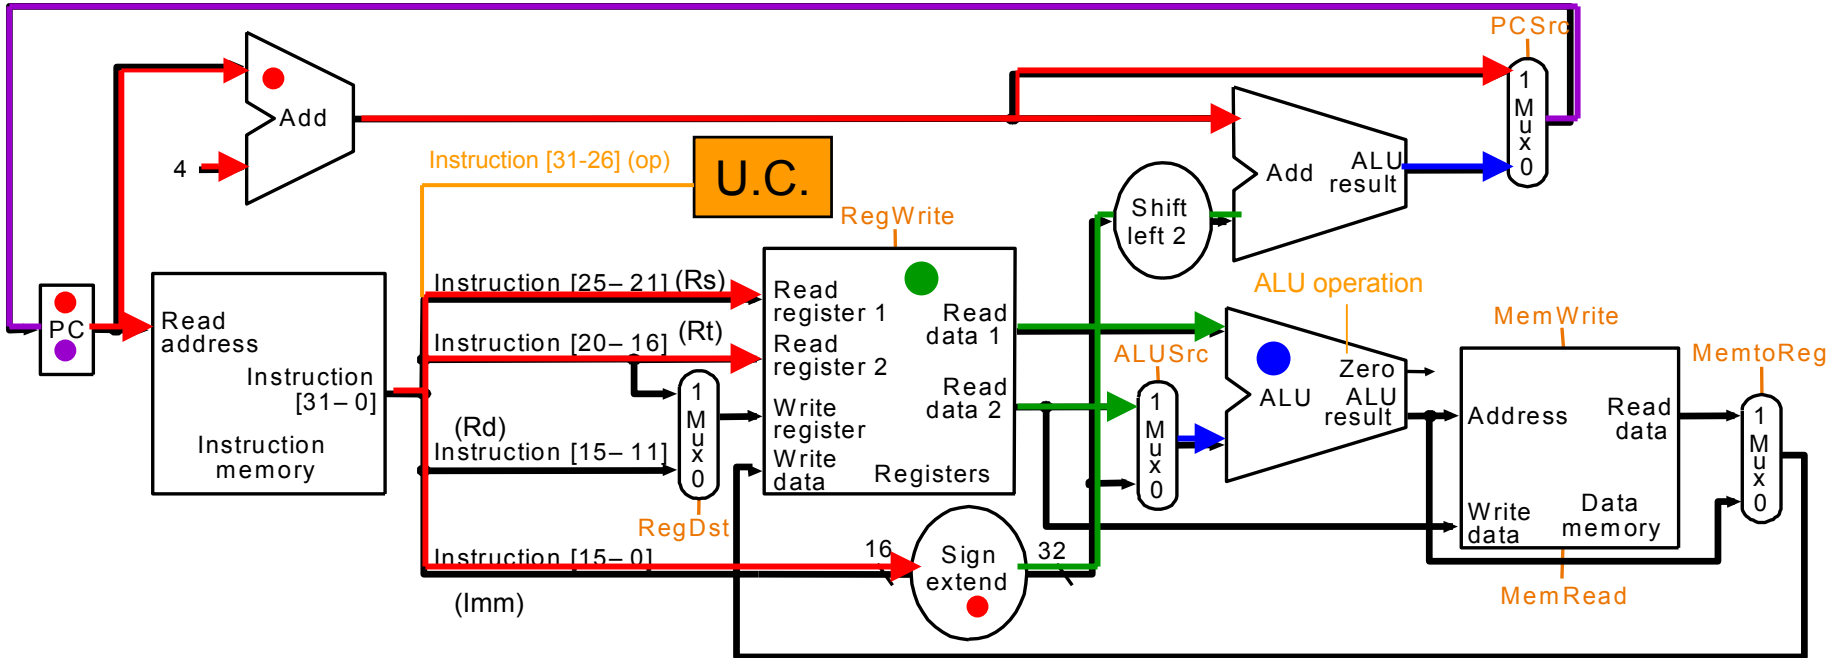 PCSrc
1
M
u
x
0
Add
4
Instruction [31-26] (op)
U.C.
Add
ALU
result
Shift
left 2
RegWrite
PC
Read
address
Instruction
[31–0]
Instruction
memory
Instruction [25–21] (Rs)
Instruction [20–16] (Rt)
(Rd)
Instruction [15–11]
1
M
u
x
0
RegDst
Instruction [15–0]
(Imm)
16
Sign
extend
32
Read
register 1
Read
register 2
Write
register
Write
data
Read
data 1
Read
data 2
Registers
ALUSrc
1
M
u
x
0
ALU operation
Zero
ALU
ALU
result
MemWrite
Address
Read
data
Write
data
Data
memory
MemRead
MemtoReg
1
M
u
x
0